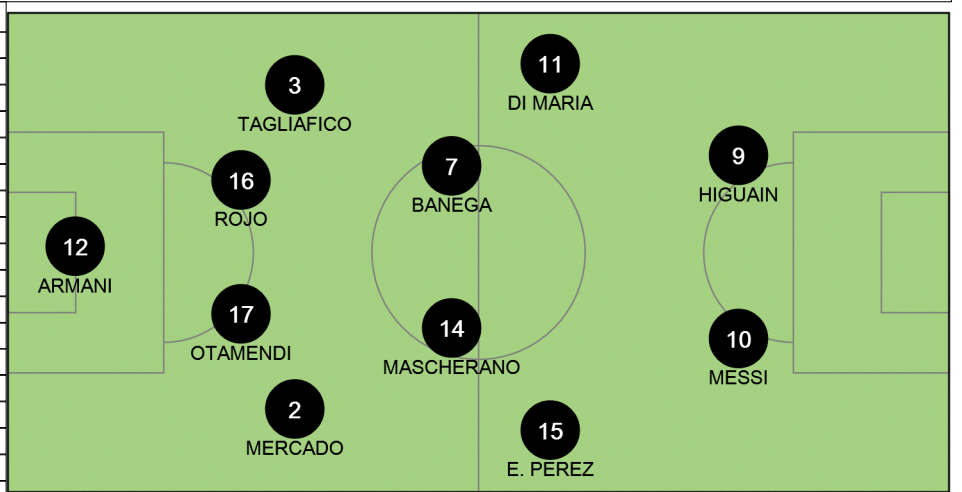 11
DI MARIA
3
TAGLIAFICO
9
HIGUAIN
7
BANEGA
16
ROJO
12
ARMANI
17
OTAMENDI
14
MASCHERANO
10
MESSI
2
MERCADO
15
E. PEREZ